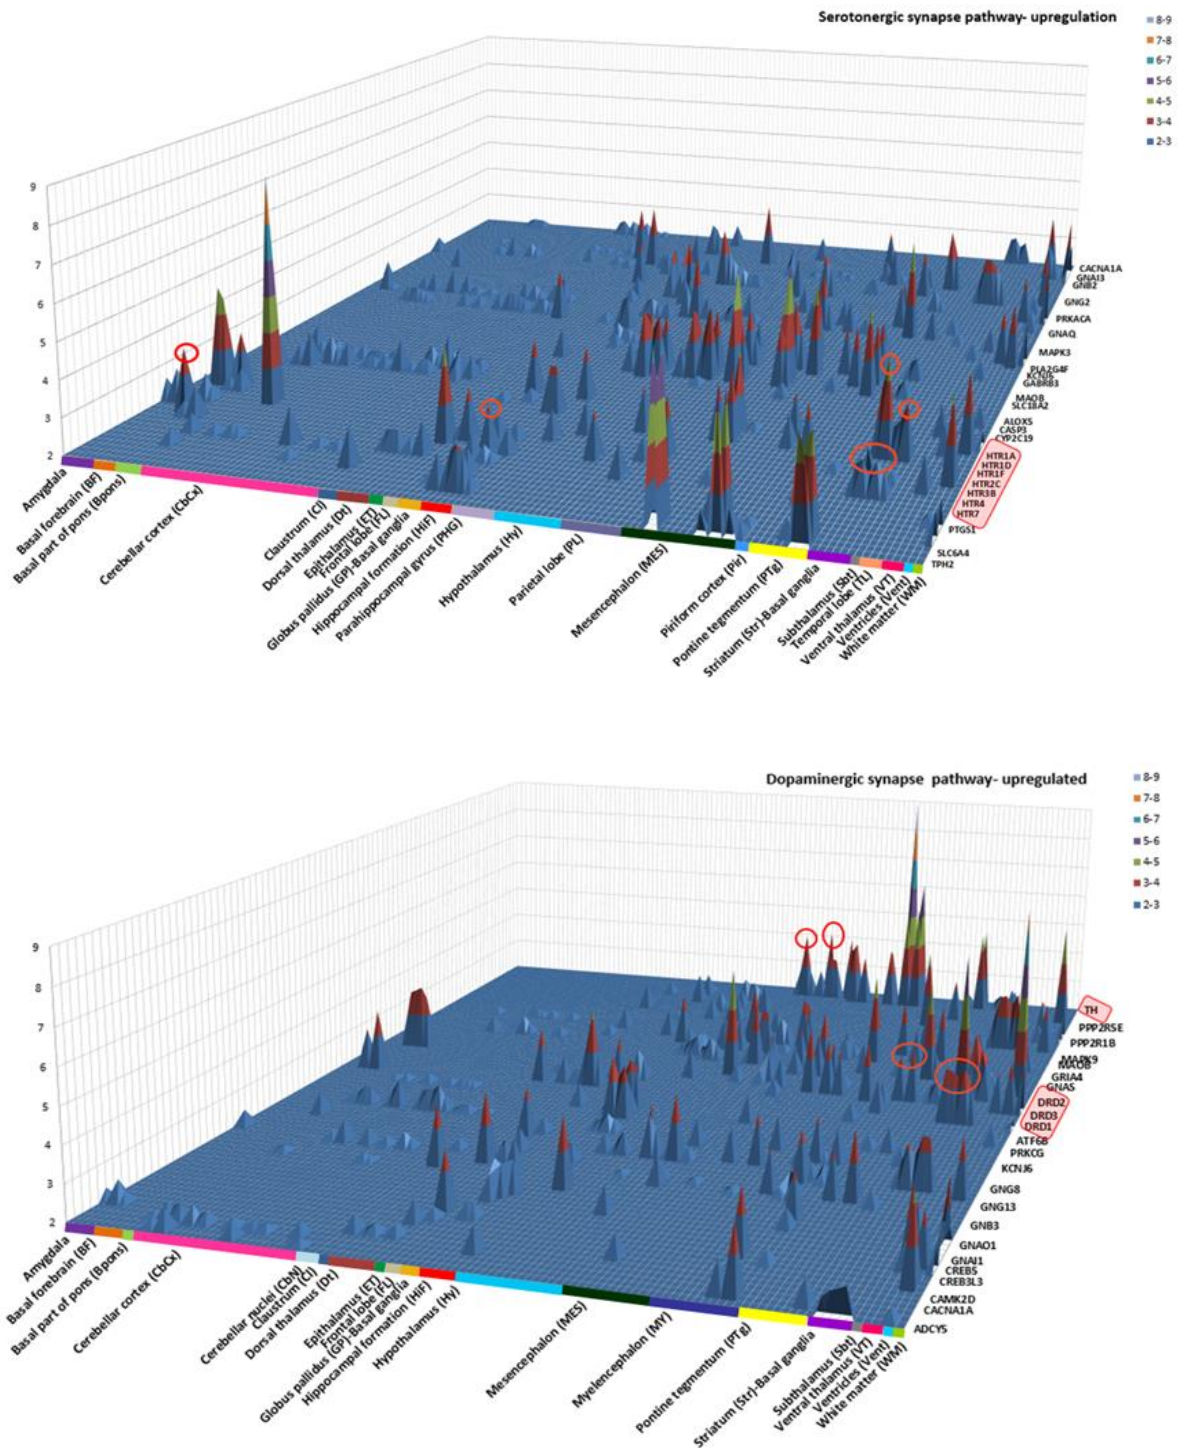 Serotonergic synapse pathway- upregulation
8-9
7-8
6-7
5-6
4-5
3-4
2-3
9
8
7
6
5
4
3
2
CACNA1A
GNAI3
GNB2
GNG2
PRKACA
GNAQ
MAPK3
PLA2G4F
KCNJ6
GABRB3
MAOB
SLC18A2
ALOX5
CASP3
CYP2C19
HTR1A
HTR1D
HTR1F
HTR2C
HTR3B
HTR4
HTR7
PTGS1
SLC6A4
TPH2
Amygdala
Basal forebrain (BF)
Basal part of pons (Bpons)
Cerebellar cortex (CbCx)
Claustrum (Cl)
Dorsal thalamus (Dt)
Epithalamus (ET)
Frontal lobe (FL)
Globus pallidus (GP)-Basal ganglia
Hippocampal formation (HiF)
Parahippocampal gyrus (PHG)
Hypothalamus (Hy)
Parietal lobe (PL)
Mesencephalon (MES)
Piriform cortex (Pir)
Pontine tegmentum (PTg)
Striatum (Str)-Basal ganglia
Subthalamus (Sbt)
Temporal lobe (TL)
Ventral thalamus (VT)
Ventricles (Vent)
White matter (WM)
Dopaminergic synapse pathway- upregulated
8-9
7-8
6-7
5-6
4-5
3-4
2-3
9
8
7
6
5
4
3
2
TH
PPP2R5E
PPP2R1B
MAPK9
MAOB
GRIA4
GNAS
DRD2
DRD3
DRD1
ATF6B
PRKCG
KCNJ6
GNG8
GNG13
GNB3
GNAO1
GNAI1
CREB5
CREB3L3
CAMK2D
CACNA1A
ADCY5
Amygdala
Basal forebrain (BF)
Basal part of pons (Bpons)
Cerebellar cortex (CbCx)
Cerebellar nuclei (CbN)
Claustrum (Cl)
Dorsal thalamus (Dt)
Epithalamus (ET)
Frontal lobe (FL)
Globus pallidus (GP)-Basal ganglia
Hippocampal formation (HiF)
Hypothalamus (Hy)
Mesencephalon (MES)
Myelencephalon (MY)
Pontine tegmentum (PTg)
Striatum (Str)-Basal ganglia
Subthalamus (Sbt)
Ventral thalamus (VT)
Ventricles (Vent)
White matter (WM)